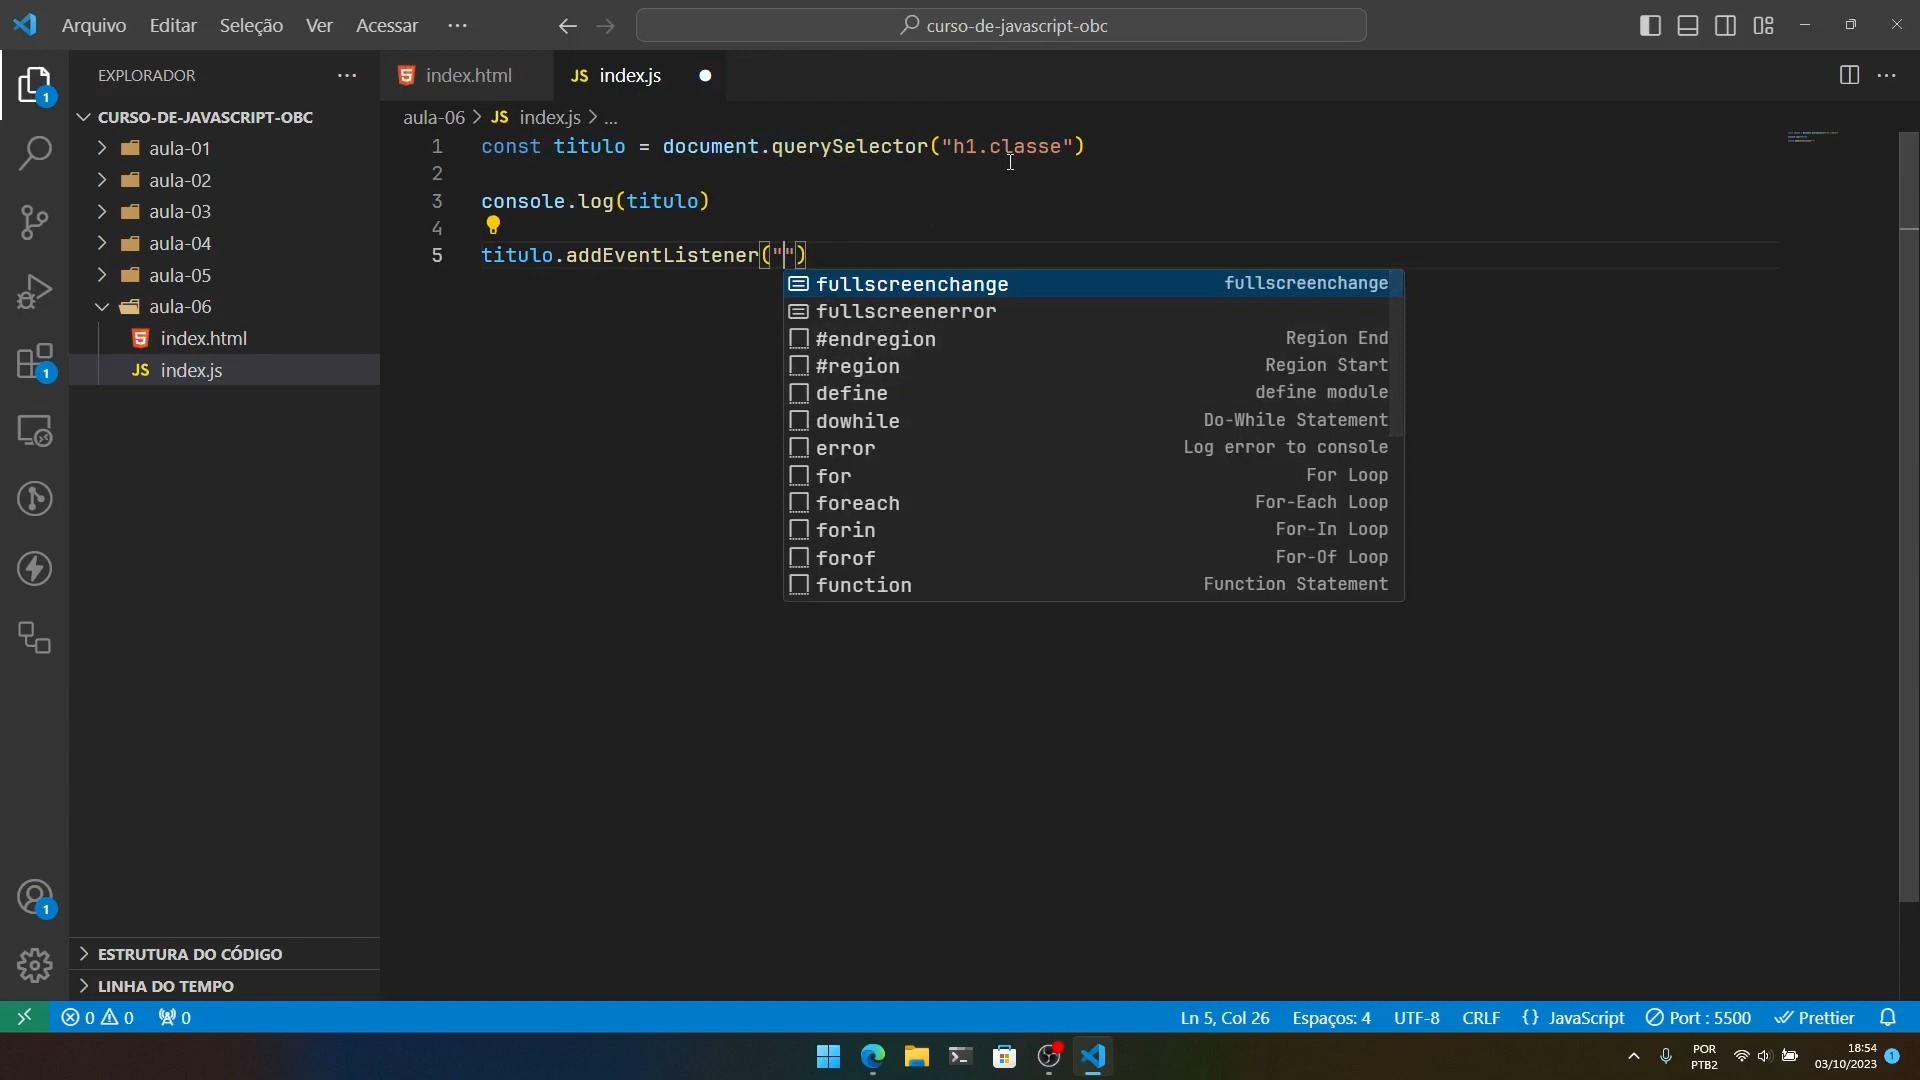 Arquivo Editar Seleção Ver Acessar ···
curso-de-javascript-obc
EXPLORADOR ···
CURSO-DE-JAVASCRIPT-OBC
aula-01
aula-02
aula-03
aula-04
aula-05
aula-06
index.html
JS index.js
ESTRUTURA DO CÓDIGO
LINHA DO TEMPO
1
1
1
index.html
JS index.js
aula-06 > JS index.js > ...
1 const titulo = document.querySelector("h1.classe")
2
3 console.log(titulo)
4
5 titulo.addEventListener("")
fullscreenchange fullscreenchange
fullscreenerror
#endregion Region End
#region Region Start
define define module
dowhile Do-While Statement
error Log error to console
for For Loop
foreach For-Each Loop
forin For-In Loop
forof For-Of Loop
function Function Statement
0 0 0
Ln 5, Col 26 Espaços: 4 UTF-8 CRLF {} JavaScript Port : 5500 Prettier
POR
PTB2
18:54
03/10/2023
1